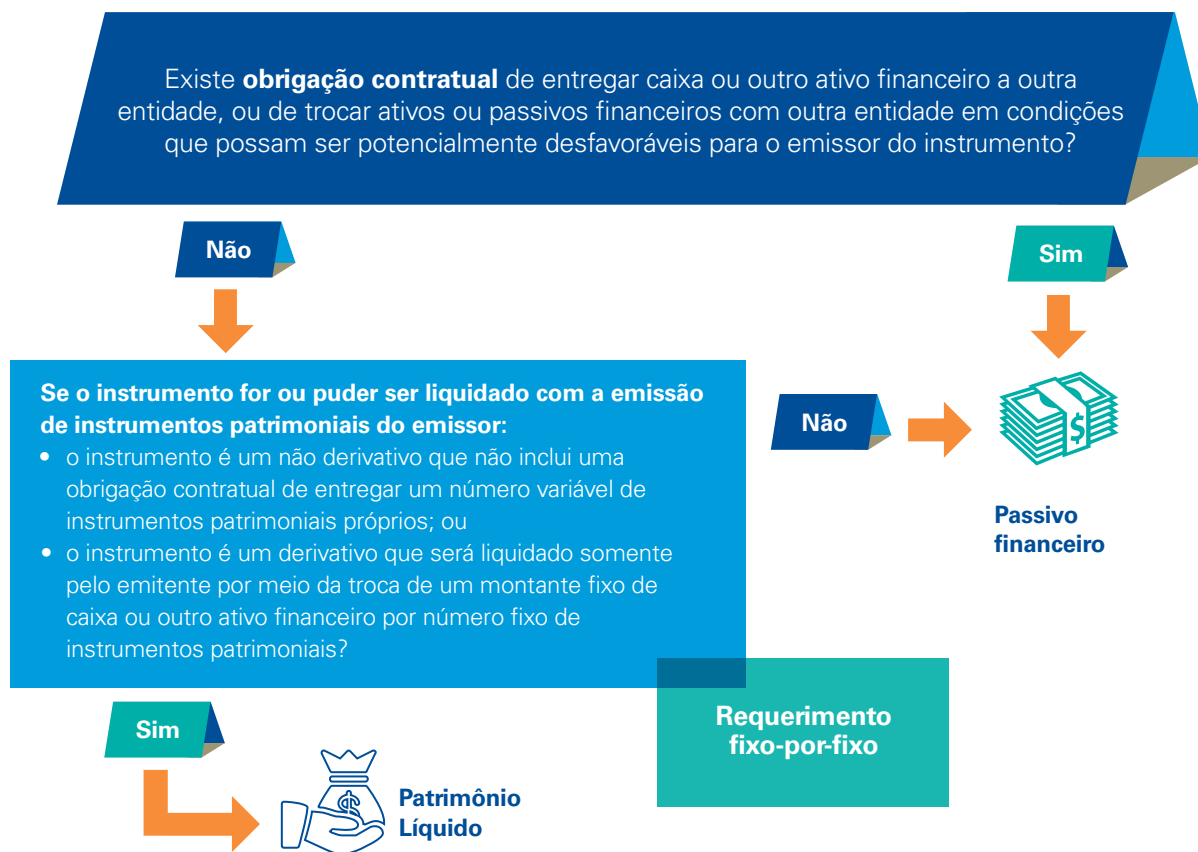 Existe obrigação contratual de entregar caixa ou outro ativo financeiro a outra
entidade, ou de trocar ativos ou passivos financeiros com outra entidade em condições
que possam ser potencialmente desfavoráveis para o emissor do instrumento?
Não
Sim
Se o instrumento for ou puder ser liquidado com a emissão
de instrumentos patrimoniais do emissor:
• o instrumento é um não derivativo que não inclui uma
obrigação contratual de entregar um número variável de
instrumentos patrimoniais próprios; ou
• o instrumento é um derivativo que será liquidado somente
pelo emitente por meio da troca de um montante fixo de
caixa ou outro ativo financeiro por número fixo de
instrumentos patrimoniais?
Não
$
Passivo
financeiro
Requerimento
fixo-por-fixo
Sim
$
Patrimônio
Líquido